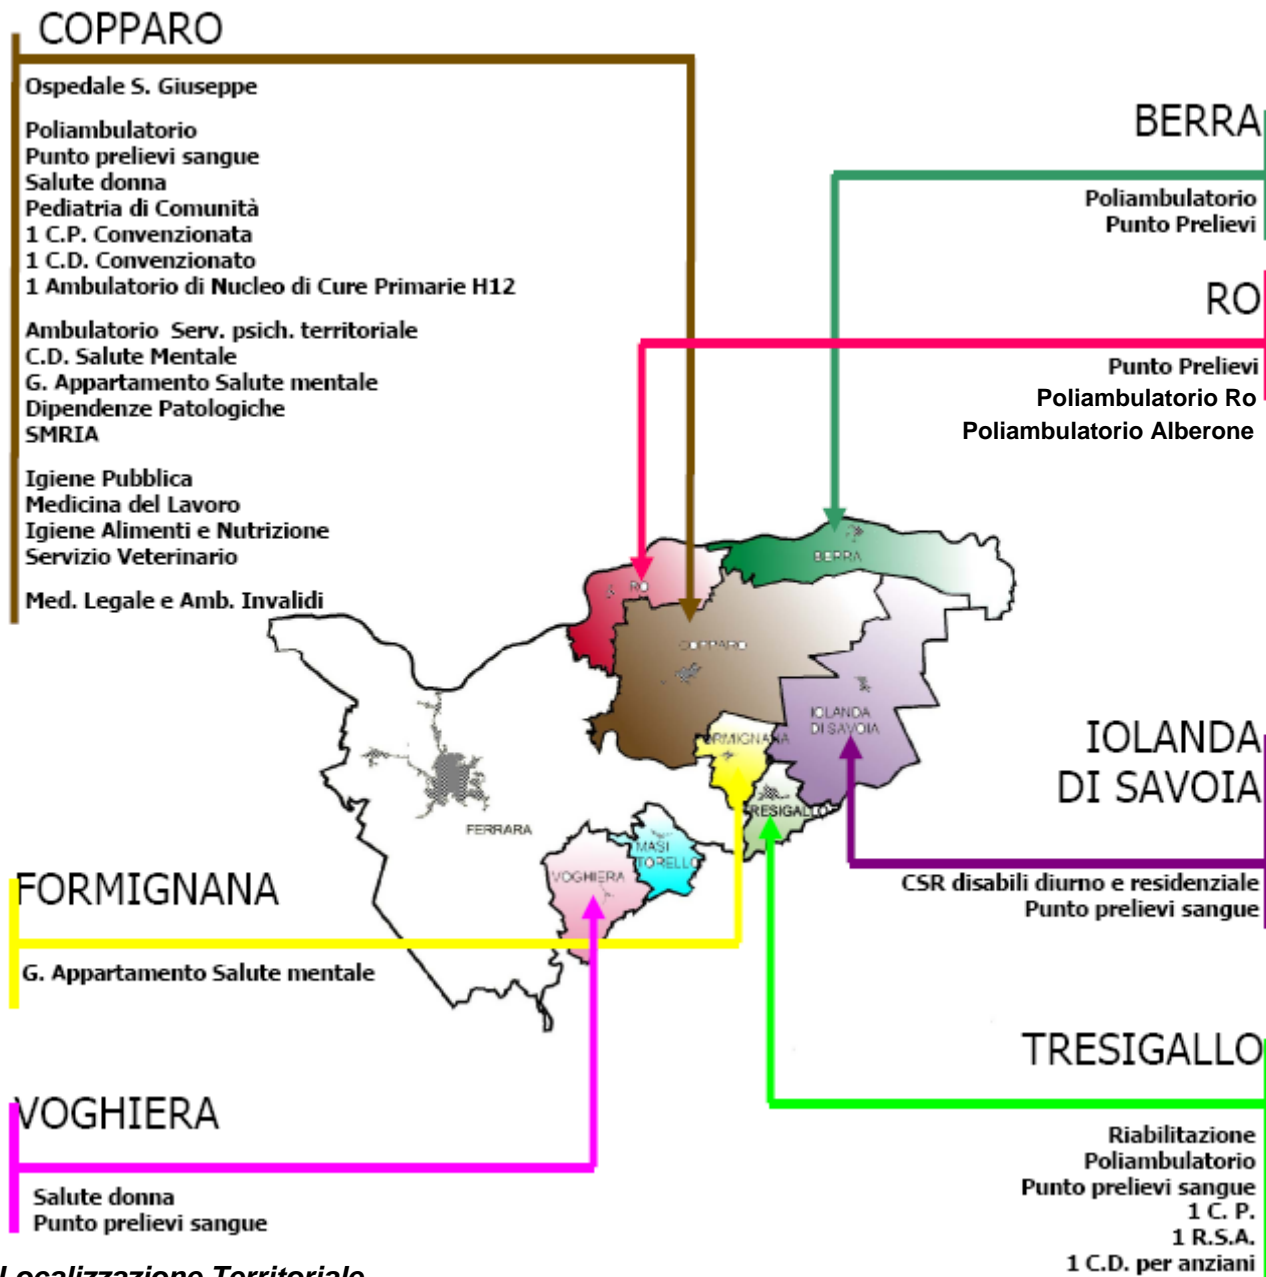 COPPARO
Ospedale S. Giuseppe
Poliambulatorio
Punto prelievi sangue
Salute donna
Pediatria di Comunità
1 C.P. Convenzionata
1 C.D. Convenzionato
1 Ambulatorio di Nucleo di Cure Primarie H12
Ambulatorio Serv. psich. territoriale
C.D. Salute Mentale
G. Appartamento Salute mentale
Dipendenze Patologiche
SMRIA
Igiene Pubblica
Medicina del Lavoro
Igiene Alimenti e Nutrizione
Servizio Veterinario
Med. Legale e Amb. Invalidi
BERRA
Poliambulatorio
Punto Prelievi
RO
Punto Prelievi
Poliambulatorio Ro
Poliambulatorio Alberone
BERRA
RO
COPPARO
IOLANDA
DI SAVOIA
FORMIGNANA
TRESIGALLO
FERRARA
MASI
TORELLO
VOGHIERA
IOLANDA
DI SAVOIA
CSR disabili diurno e residenziale
Punto prelievi sangue
FORMIGNANA
G. Appartamento Salute mentale
TRESIGALLO
Riabilitazione
Poliambulatorio
Punto prelievi sangue
1 C. P.
1 R.S.A.
1 C.D. per anziani
VOGHIERA
Salute donna
Punto prelievi sangue
Localizzazione Territoriale